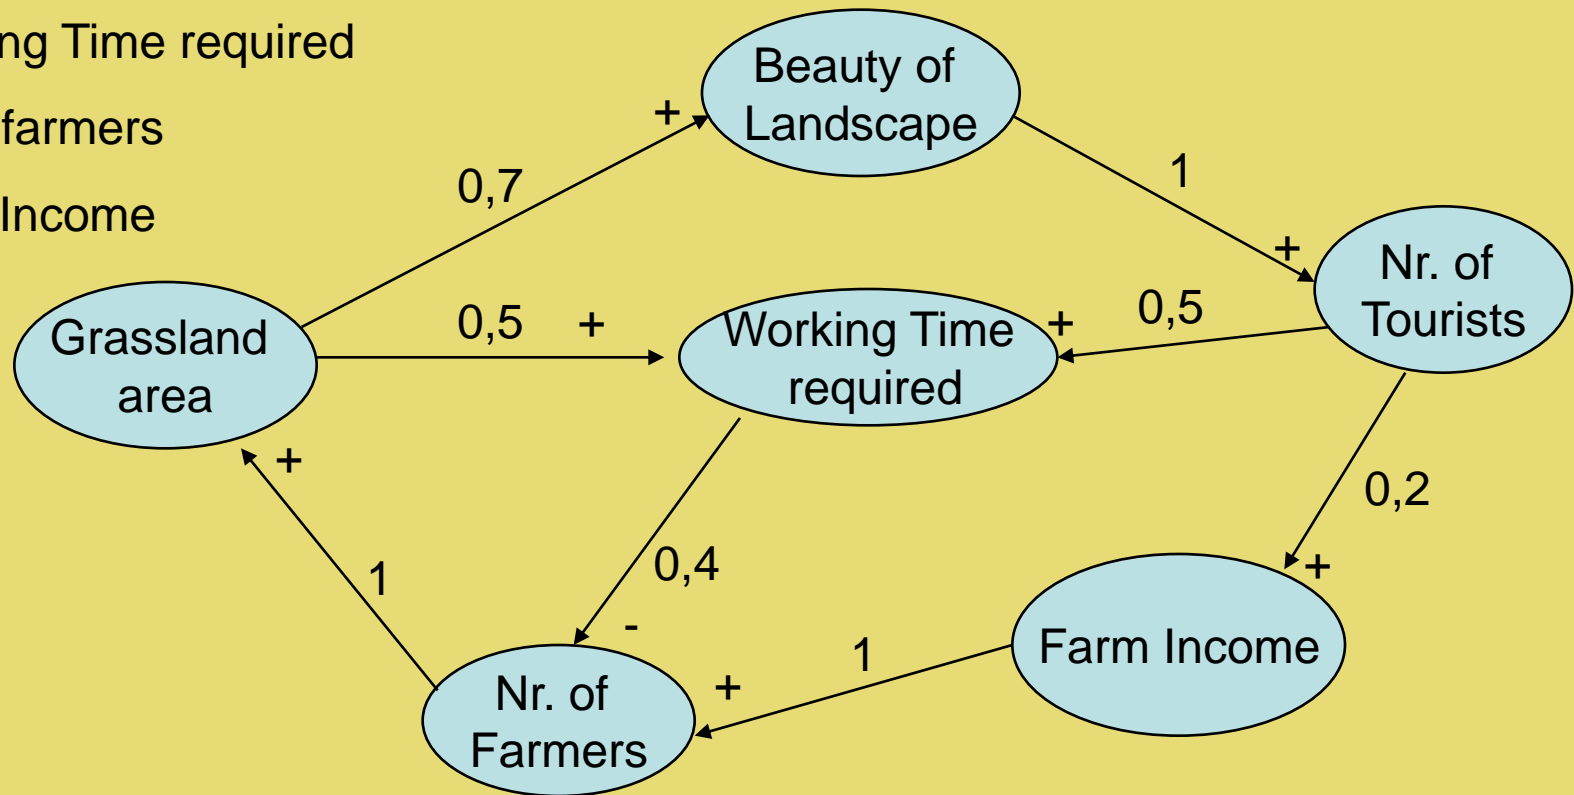 Time required
farmers
Income
Beauty of
Landscape
+
0,7
1
+
Nr. of
Tourists
Grassland
area
0,5 +
Working Time
required
+
0,5
+
0,2
1
0,4
+
-
Farm Income
1
+
Nr. of
Farmers